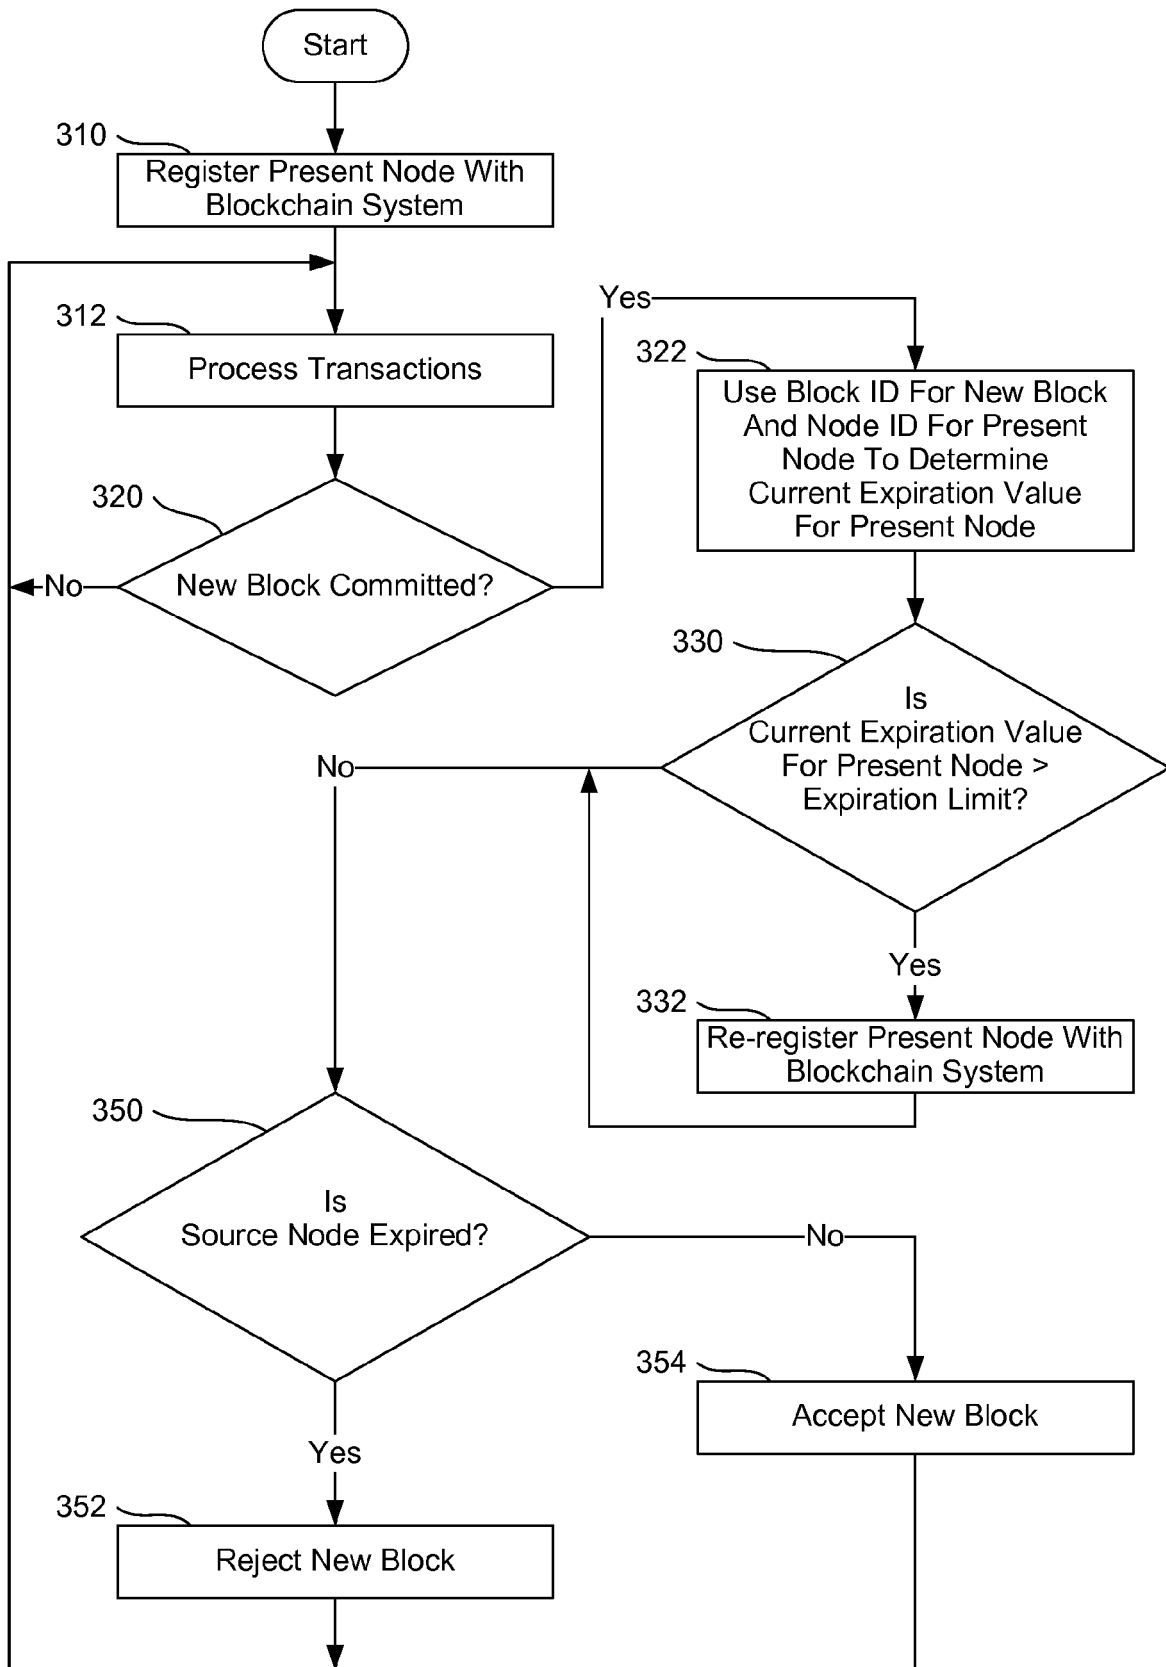 Start
310
Register Present Node With
Blockchain System
312
Process Transactions
320
New Block Committed?
No
Yes
322
Use Block ID For New Block
And Node ID For Present
Node To Determine
Current Expiration Value
For Present Node
330
Is
Current Expiration Value
For Present Node >
Expiration Limit?
No
Yes
332
Re-register Present Node With
Blockchain System
350
Is
Source Node Expired?
No
Yes
354
Accept New Block
352
Reject New Block